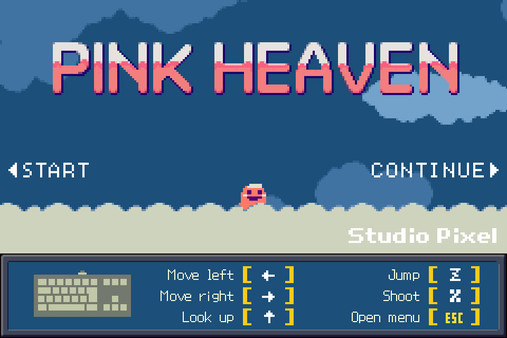 PINK HEAVEN
START
CONTINUE
Studio Pixel
Move left [ ← ]
Jump [ Z ]
Move right [ → ]
Shoot [ X ]
Look up [ ↑ ]
Open menu [ ESC ]